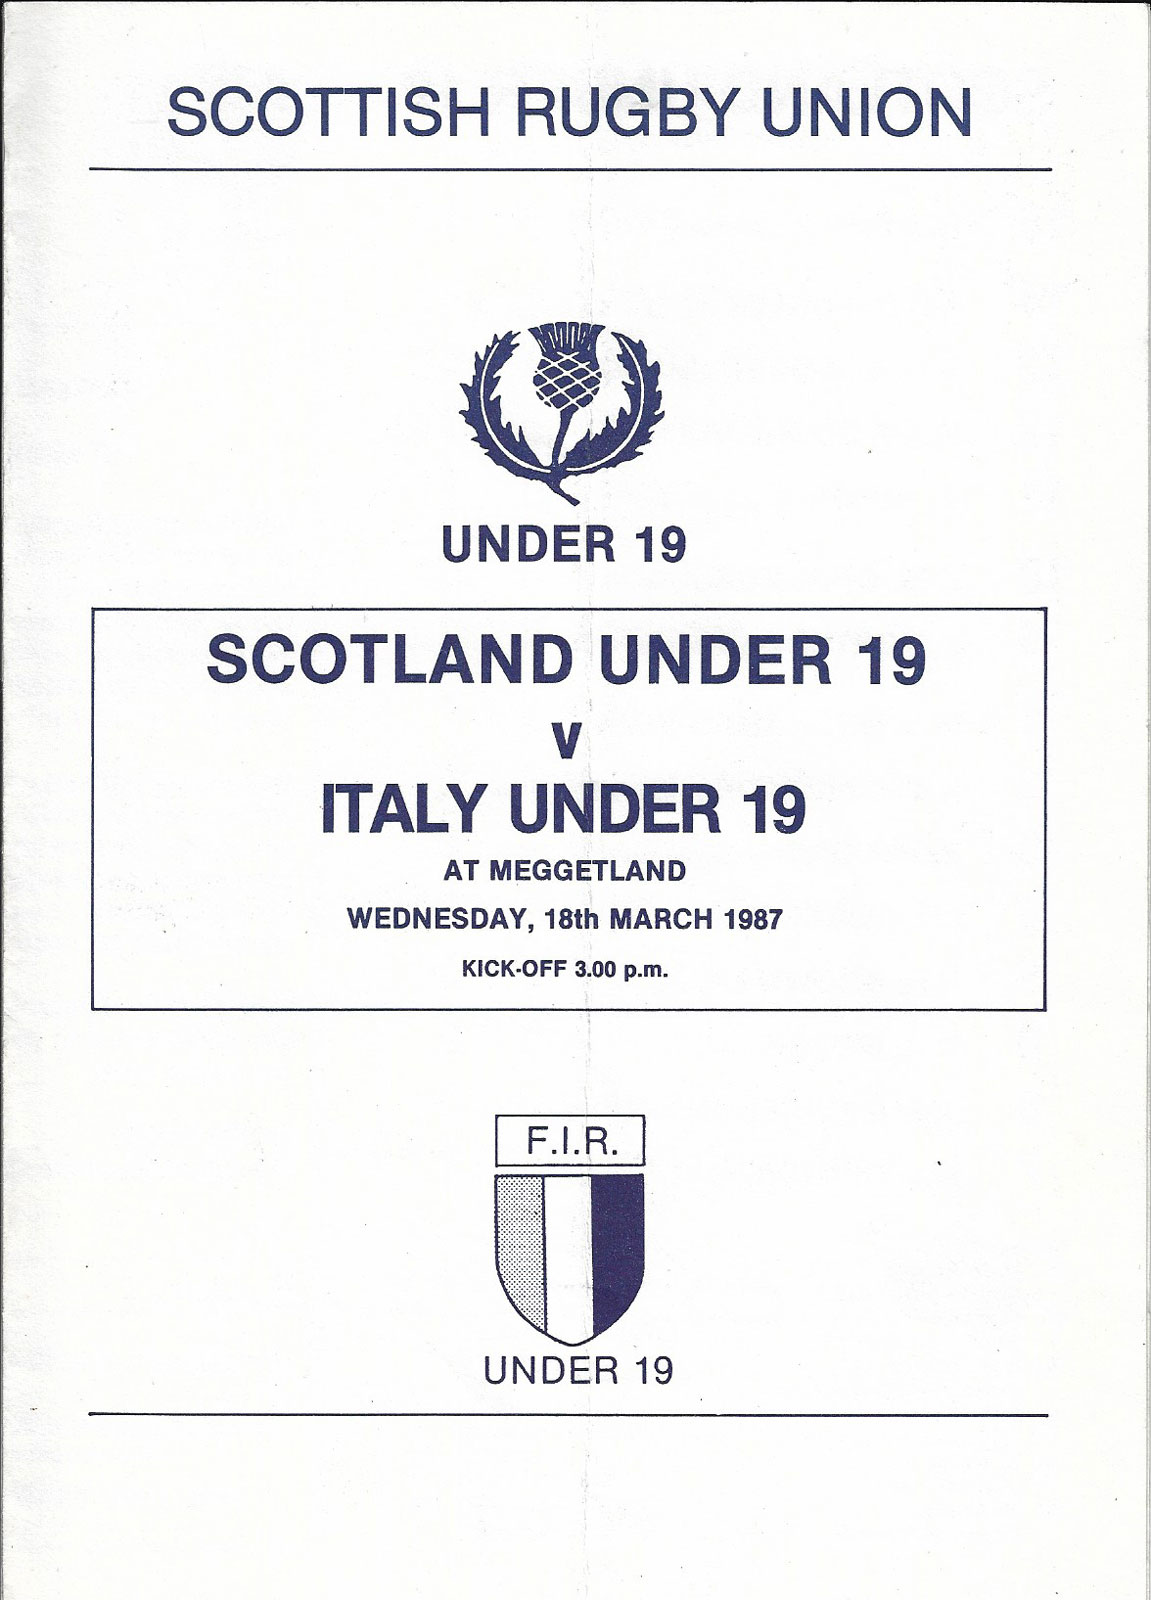 SCOTTISH RUGBY UNION
UNDER 19
SCOTLAND UNDER 19
v
ITALY UNDER 19
AT MEGGETLAND
WEDNESDAY, 18th MARCH 1987
KICK-OFF 3.00 p.m.
F.I.R.
UNDER 19